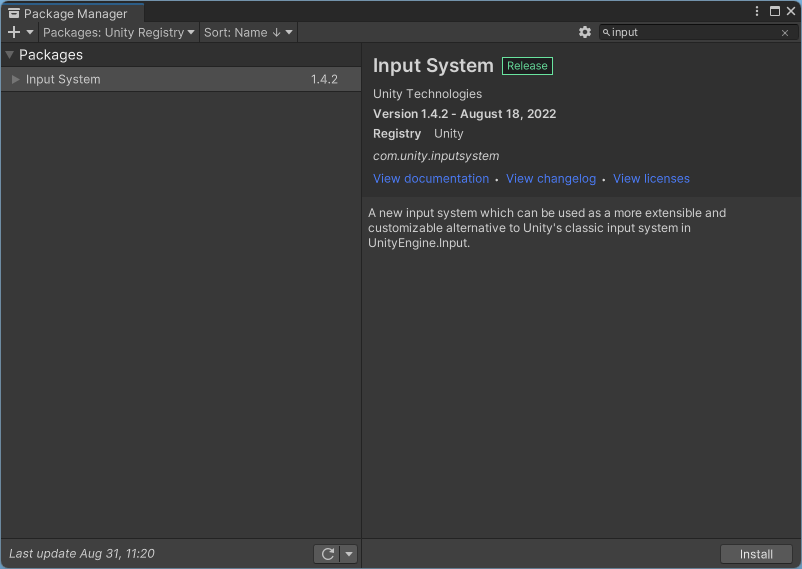 Package Manager
Packages: Unity Registry
Sort: Name ↓
input
Packages
Input System 1.4.2
Input System Release
Unity Technologies
Version 1.4.2 - August 18, 2022
Registry Unity
com.unity.inputsystem
View documentation • View changelog • View licenses
A new input system which can be used as a more extensible and
customizable alternative to Unity's classic input system in
UnityEngine.Input.
Last update Aug 31, 11:20
Install